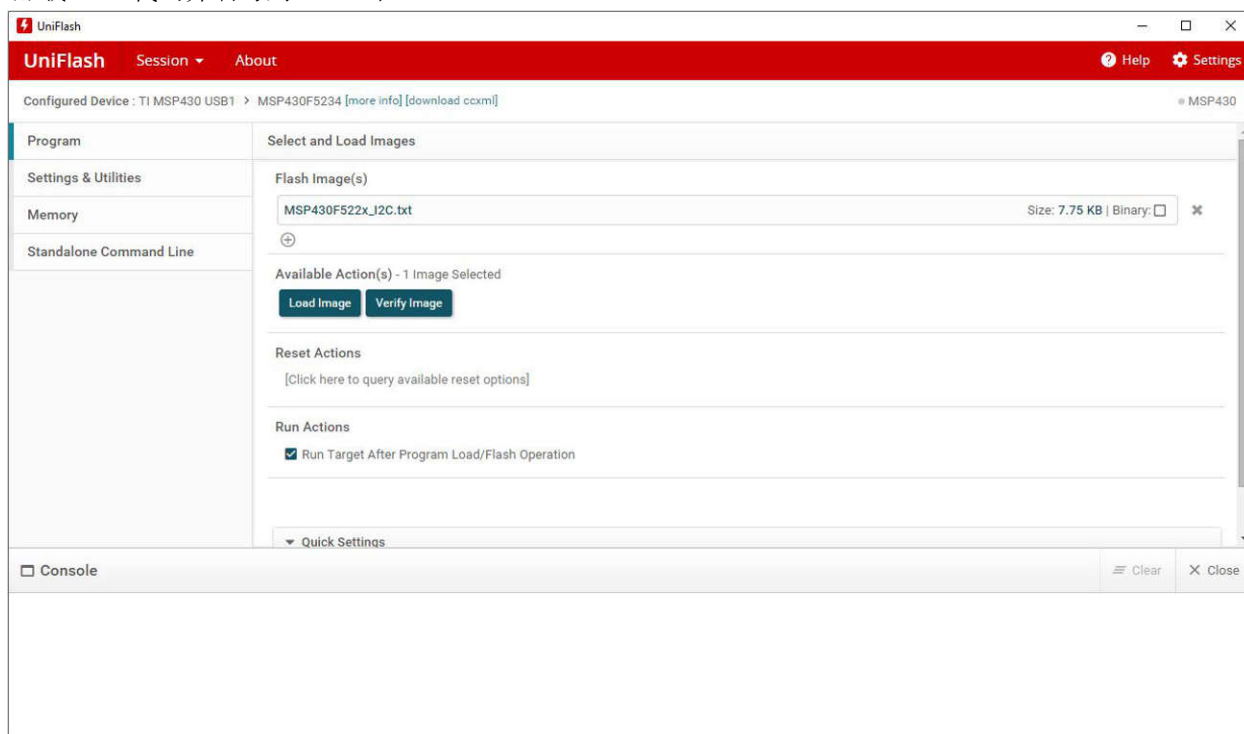 UniFlash
UniFlash Session About Help Settings
Configured Device : TI MSP430 USB1 > MSP430F5234 [more info] [download ccxml] MSP430
Program
Settings & Utilities
Memory
Standalone Command Line
Select and Load Images
Flash Image(s)
MSP430F522x_I2C.txt Size: 7.75 KB | Binary:
Available Action(s) - 1 Image Selected
Load Image Verify Image
Reset Actions
[Click here to query available reset options]
Run Actions
Run Target After Program Load/Flash Operation
Quick Settings
Console Clear Close